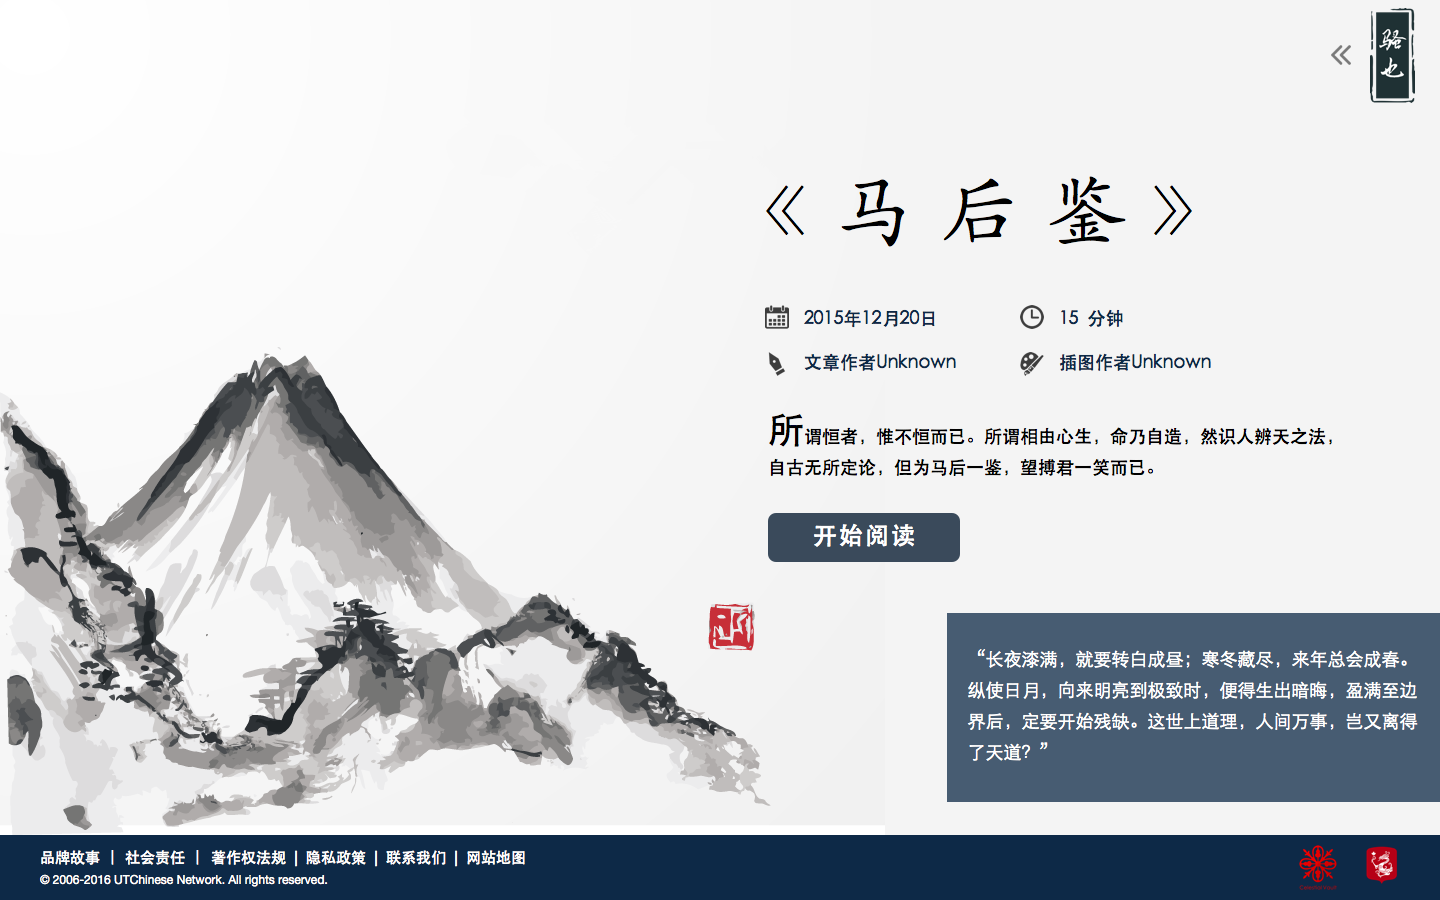 骚也
《马后鉴》
2015年12月20日
15 分钟
文章作者Unknown
插图作者Unknown
所谓恒者，惟不恒而已。所谓相由心生，命乃自造，然识人辨天之法，
自古无所定论，但为马后一鉴，望搏君一笑而已。
开始阅读
“长夜漆满，就要转白成昼；寒冬藏尽，来年总会成春。
纵使日月，向来明亮到极致时，便得生出暗晦，盈满至边
界后，定要开始残缺。这世上道理，人间万事，岂又离得
了天道？”
品牌故事 | 社会责任 | 著作权法规 | 隐私政策 | 联系我们 | 网站地图
© 2006-2016 UTChinese Network. All rights reserved.